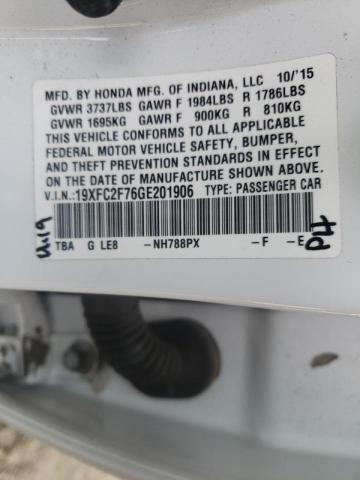 MFD. BY HONDA MFG. OF INDIANA, LLC 10/'15
GVWR 3737LBS GAWR F 1984LBS R 1786LBS
GVWR 1695KG GAWR F 900KG R 810KG
THIS VEHICLE CONFORMS TO ALL APPLICABLE
FEDERAL MOTOR VEHICLE SAFETY, BUMPER,
AND THEFT PREVENTION STANDARDS IN EFFECT
ON THE DATE OF MANUFACTURE SHOWN ABOVE.
V.I.N.:19XFC2F76GE201906 TYPE: PASSENGER CAR
TBA G LE8 -NH788PX -F -E